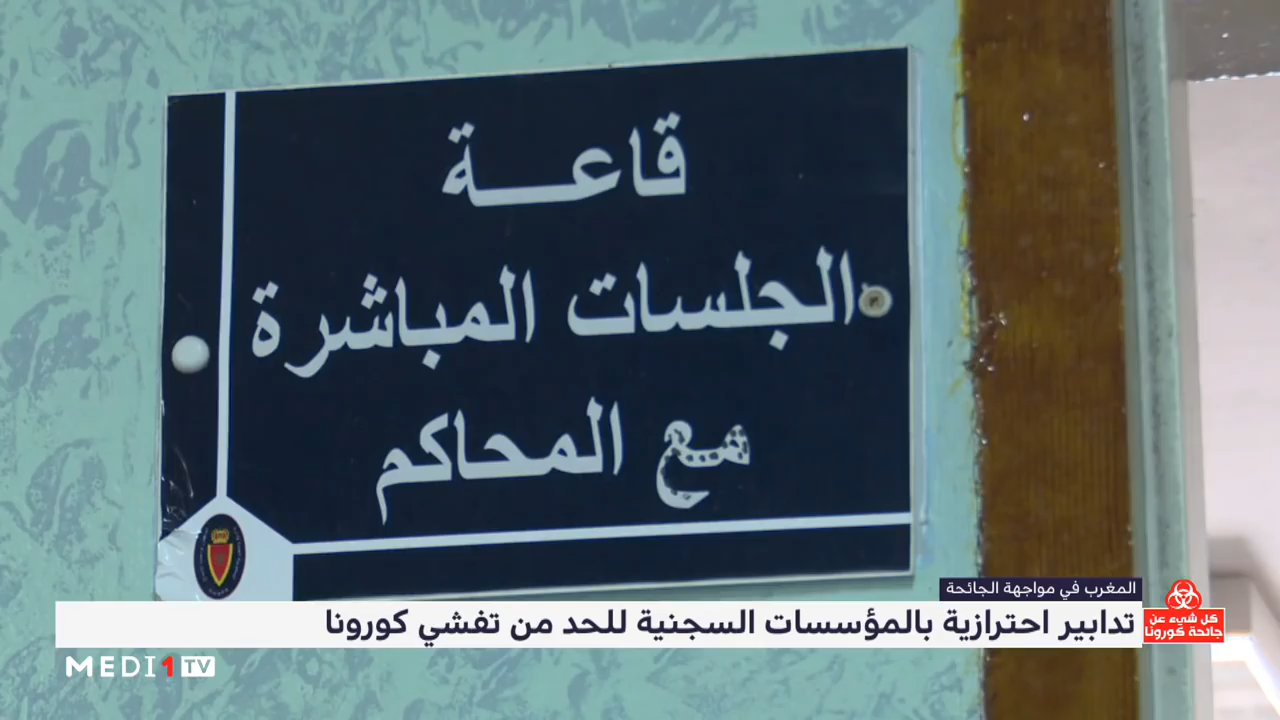 قاعة
الجلسات المباشرة
مع المحاكم
المغرب في مواجهة الجائحة
تدابير احترازية بالمؤسسات السجنية للحد من تفشي كورونا
كل شيء عن
جائحة كورونا
MEDI1TV